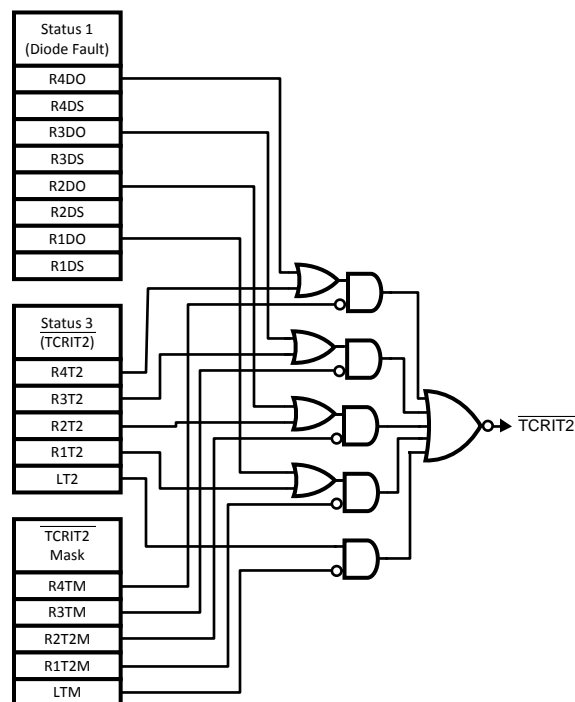 Status 1
(Diode Fault)
R4DO
R4DS
R3DO
R3DS
R2DO
R2DS
R1DO
R1DS
Status 3
(TCRIT2)
R4T2
R3T2
R2T2
R1T2
LT2
TCRIT2
Mask
R4TM
R3TM
R2T2M
R1T2M
LTM
TCRIT2